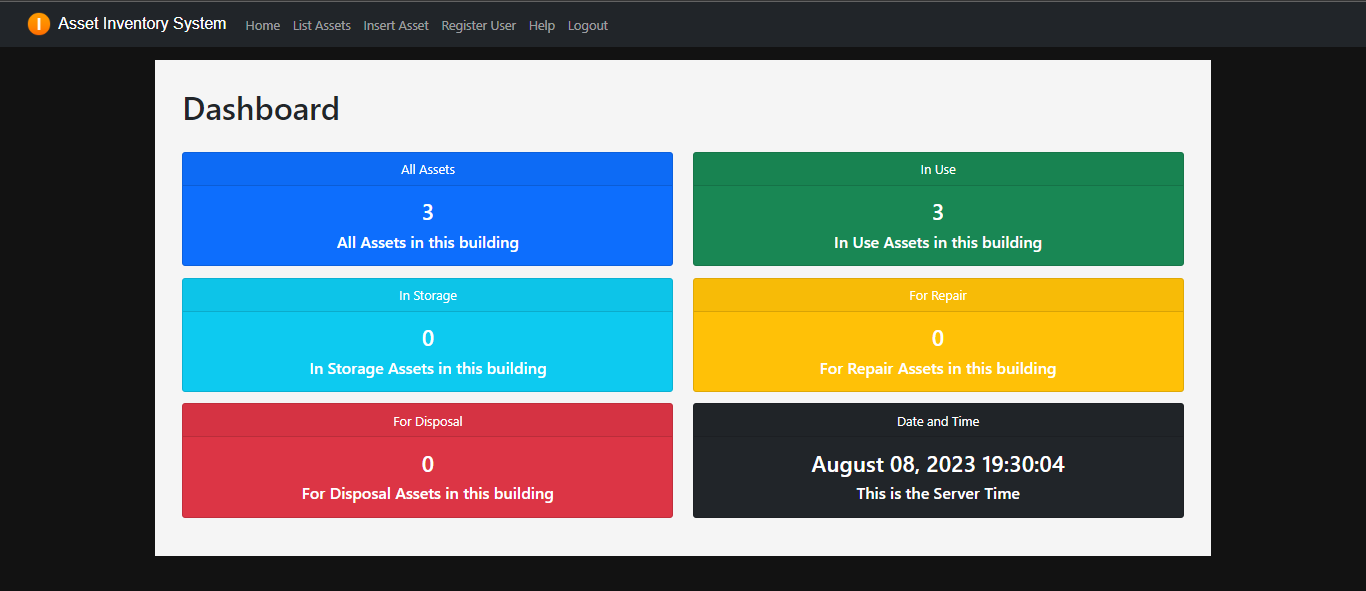 Asset Inventory System Home List Assets Insert Asset Register User Help Logout
Dashboard
All Assets
3
All Assets in this building
In Use
3
In Use Assets in this building
In Storage
0
In Storage Assets in this building
For Repair
0
For Repair Assets in this building
For Disposal
0
For Disposal Assets in this building
Date and Time
August 08, 2023 19:30:04
This is the Server Time